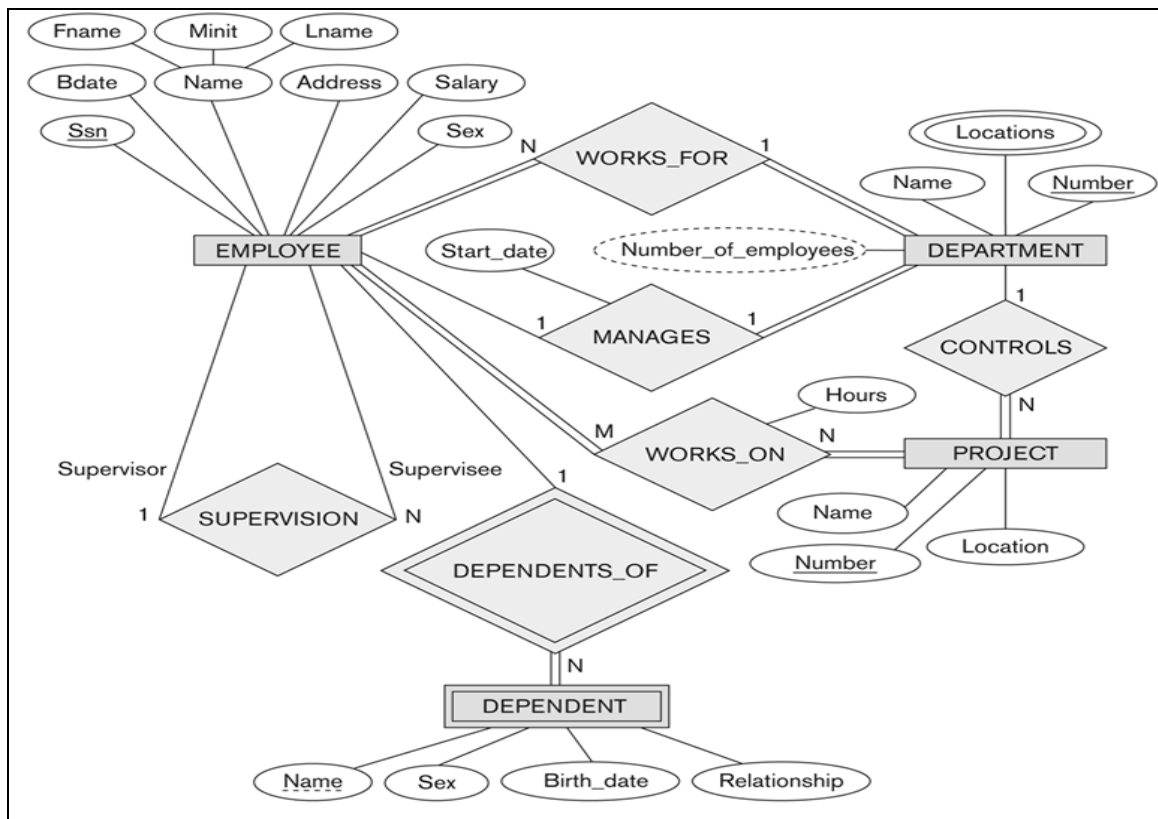 Fname Minit Lname
Bdate Name Address Salary
Ssn Sex
N WORKS_FOR 1
Locations
Name Number
EMPLOYEE
Start_date
Number_of_employees
DEPARTMENT
1 MANAGES 1
1
CONTROLS
N
Hours
M WORKS_ON N
PROJECT
Name
Number
Location
Supervisor Supervisee
1 SUPERVISION N
1
DEPENDENTS_OF
N
DEPENDENT
Name Sex Birth_date Relationship